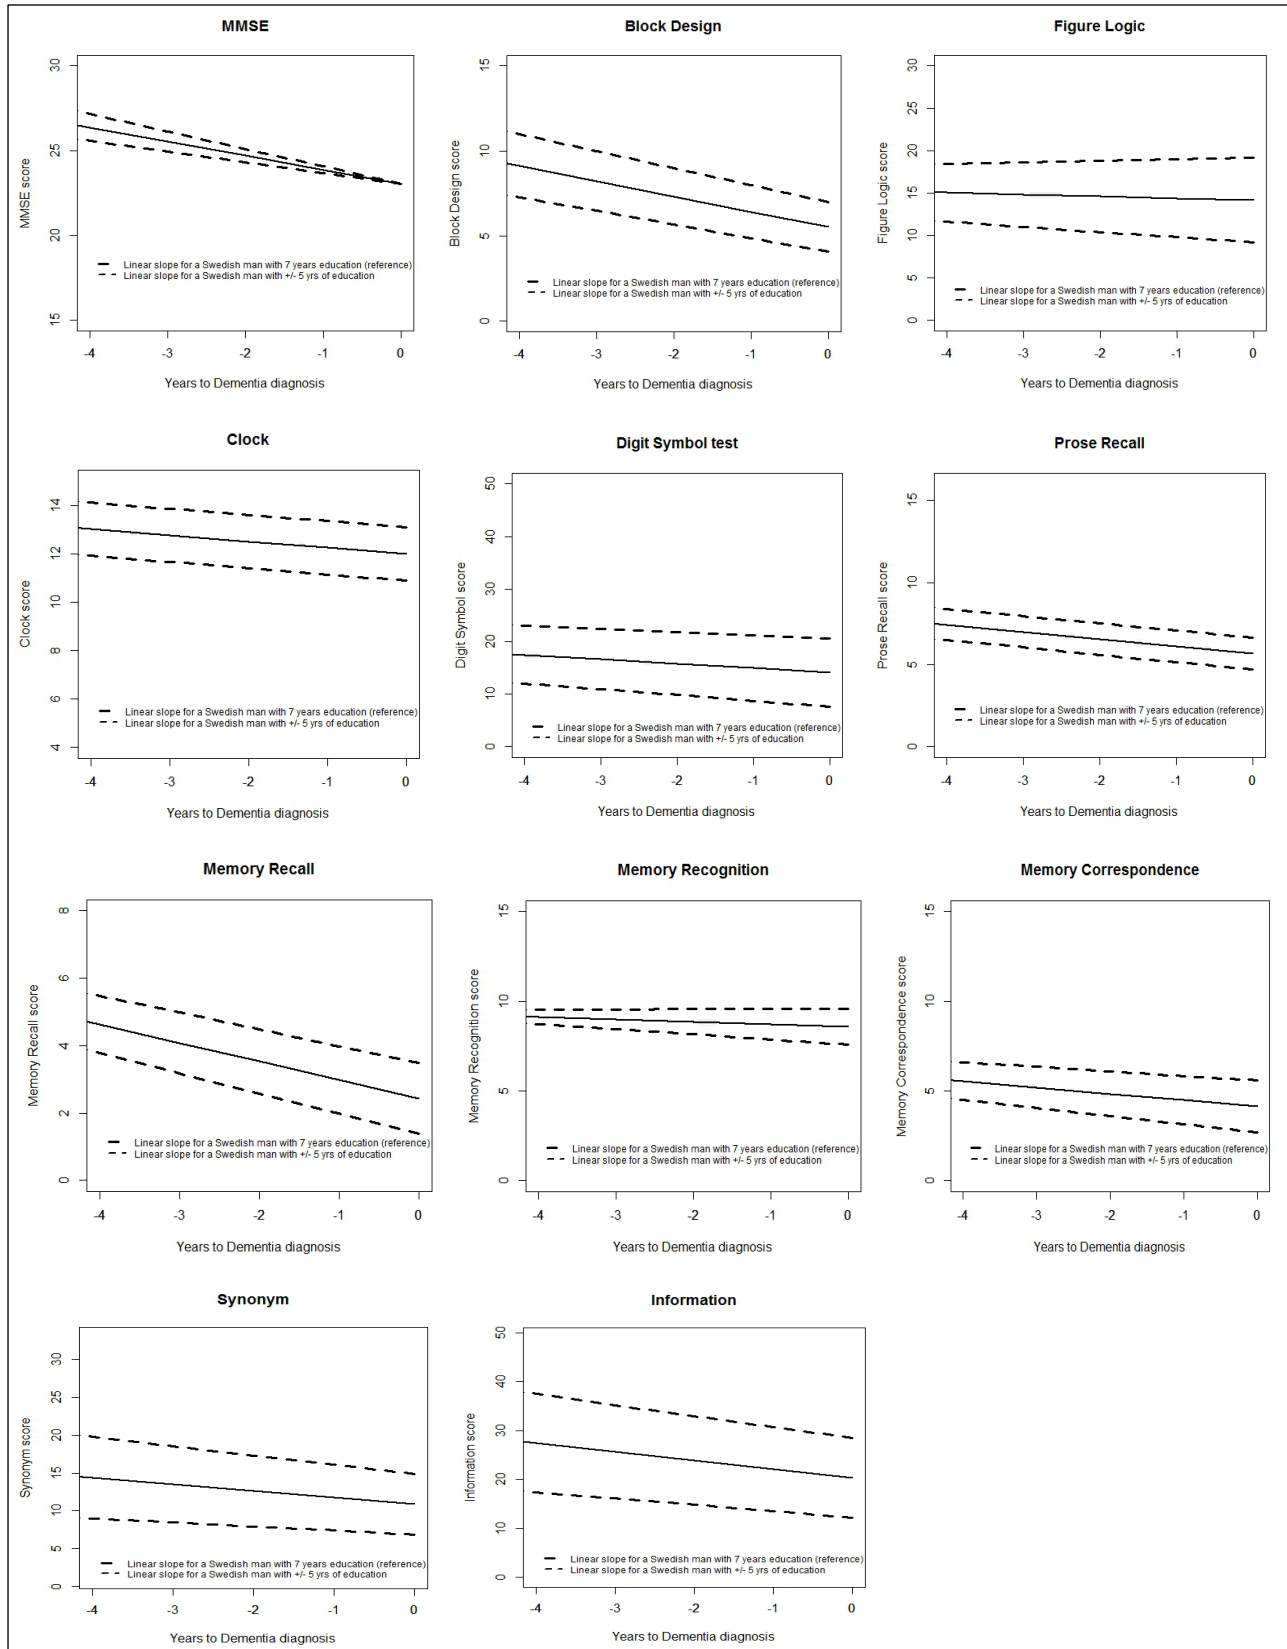 MMSE
30
25
20
15
MMSE score
Linear slope for a Swedish man with 7 years education (reference)
Linear slope for a Swedish man with +/- 5 yrs of education
-4 -3 -2 -1 0
Years to Dementia diagnosis
Block Design
15
10
5
0
Block Design score
Linear slope for a Swedish man with 7 years education (reference)
Linear slope for a Swedish man with +/- 5 yrs of education
-4 -3 -2 -1 0
Years to Dementia diagnosis
Figure Logic
30
25
20
15
10
5
0
Figure Logic score
Linear slope for a Swedish man with 7 years education (reference)
Linear slope for a Swedish man with +/- 5 yrs of education
-4 -3 -2 -1 0
Years to Dementia diagnosis
Clock
14
12
10
8
6
4
Clock score
Linear slope for a Swedish man with 7 years education (reference)
Linear slope for a Swedish man with +/- 5 yrs of education
-4 -3 -2 -1 0
Years to Dementia diagnosis
Digit Symbol test
50
40
30
20
10
0
Digit Symbol score
Linear slope for a Swedish man with 7 years education (reference)
Linear slope for a Swedish man with +/- 5 yrs of education
-4 -3 -2 -1 0
Years to Dementia diagnosis
Prose Recall
15
10
5
0
Prose Recall score
Linear slope for a Swedish man with 7 years education (reference)
Linear slope for a Swedish man with +/- 5 yrs of education
-4 -3 -2 -1 0
Years to Dementia diagnosis
Memory Recall
8
6
4
2
0
Memory Recall score
Linear slope for a Swedish man with 7 years education (reference)
Linear slope for a Swedish man with +/- 5 yrs of education
-4 -3 -2 -1 0
Years to Dementia diagnosis
Memory Recognition
15
10
5
0
Memory Recognition score
Linear slope for a Swedish man with 7 years education (reference)
Linear slope for a Swedish man with +/- 5 yrs of education
-4 -3 -2 -1 0
Years to Dementia diagnosis
Memory Correspondence
15
10
5
0
Memory Correspondence score
Linear slope for a Swedish man with 7 years education (reference)
Linear slope for a Swedish man with +/- 5 yrs of education
-4 -3 -2 -1 0
Years to Dementia diagnosis
Synonym
30
25
20
15
10
5
0
Synonym score
Linear slope for a Swedish man with 7 years education (reference)
Linear slope for a Swedish man with +/- 5 yrs of education
-4 -3 -2 -1 0
Years to Dementia diagnosis
Information
50
40
30
20
10
0
Information score
Linear slope for a Swedish man with 7 years education (reference)
Linear slope for a Swedish man with +/- 5 yrs of education
-4 -3 -2 -1 0
Years to Dementia diagnosis